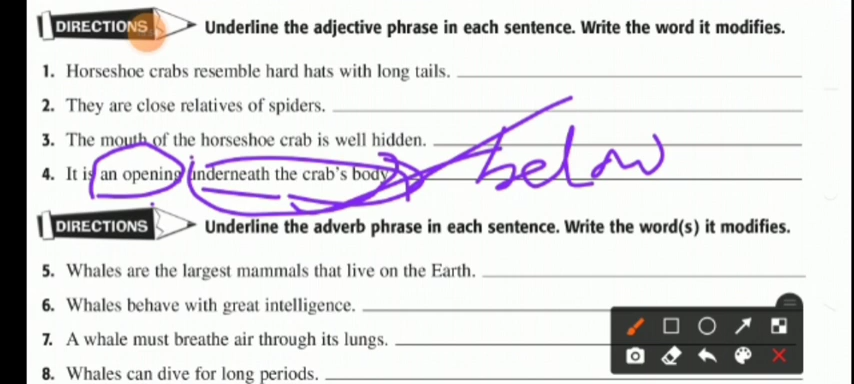 DIRECTIONS Underline the adjective phrase in each sentence. Write the word it modifies.
1. Horseshoe crabs resemble hard hats with long tails.
2. They are close relatives of spiders.
3. The mouth of the horseshoe crab is well hidden.
4. It is an opening underneath the crab's body
below
DIRECTIONS Underline the adverb phrase in each sentence. Write the word(s) it modifies.
5. Whales are the largest mammals that live on the Earth.
6. Whales behave with great intelligence.
7. A whale must breathe air through its lungs.
8. Whales can dive for long periods.